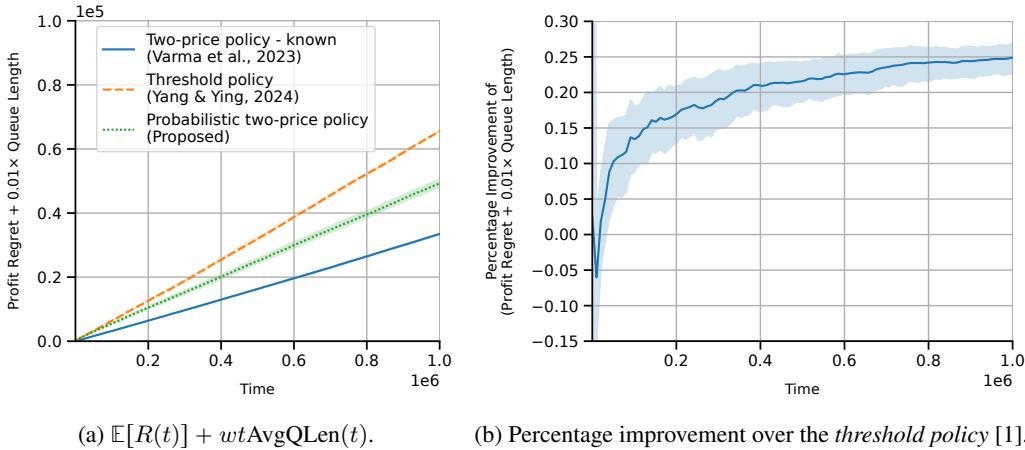 1e5
1.0
0.8
0.6
0.4
0.2
0.0
Profit Regret + 0.01× Queue Length
Two-price policy - known
(Varma et al., 2023)
Threshold policy
(Yang & Ying, 2024)
Probabilistic two-price policy
(Proposed)
0.2 0.4 0.6 0.8 1.0
1e6
Time
(a) 𝔼[R(t)] + wtAvgQLen(t).
0.30
0.25
0.20
0.15
0.10
0.05
0.00
−0.05
−0.10
−0.15
Percentage Improvement of
(Profit Regret + 0.01× Queue Length)
0.2 0.4 0.6 0.8 1.0
1e6
Time
(b) Percentage improvement over the threshold policy [1].